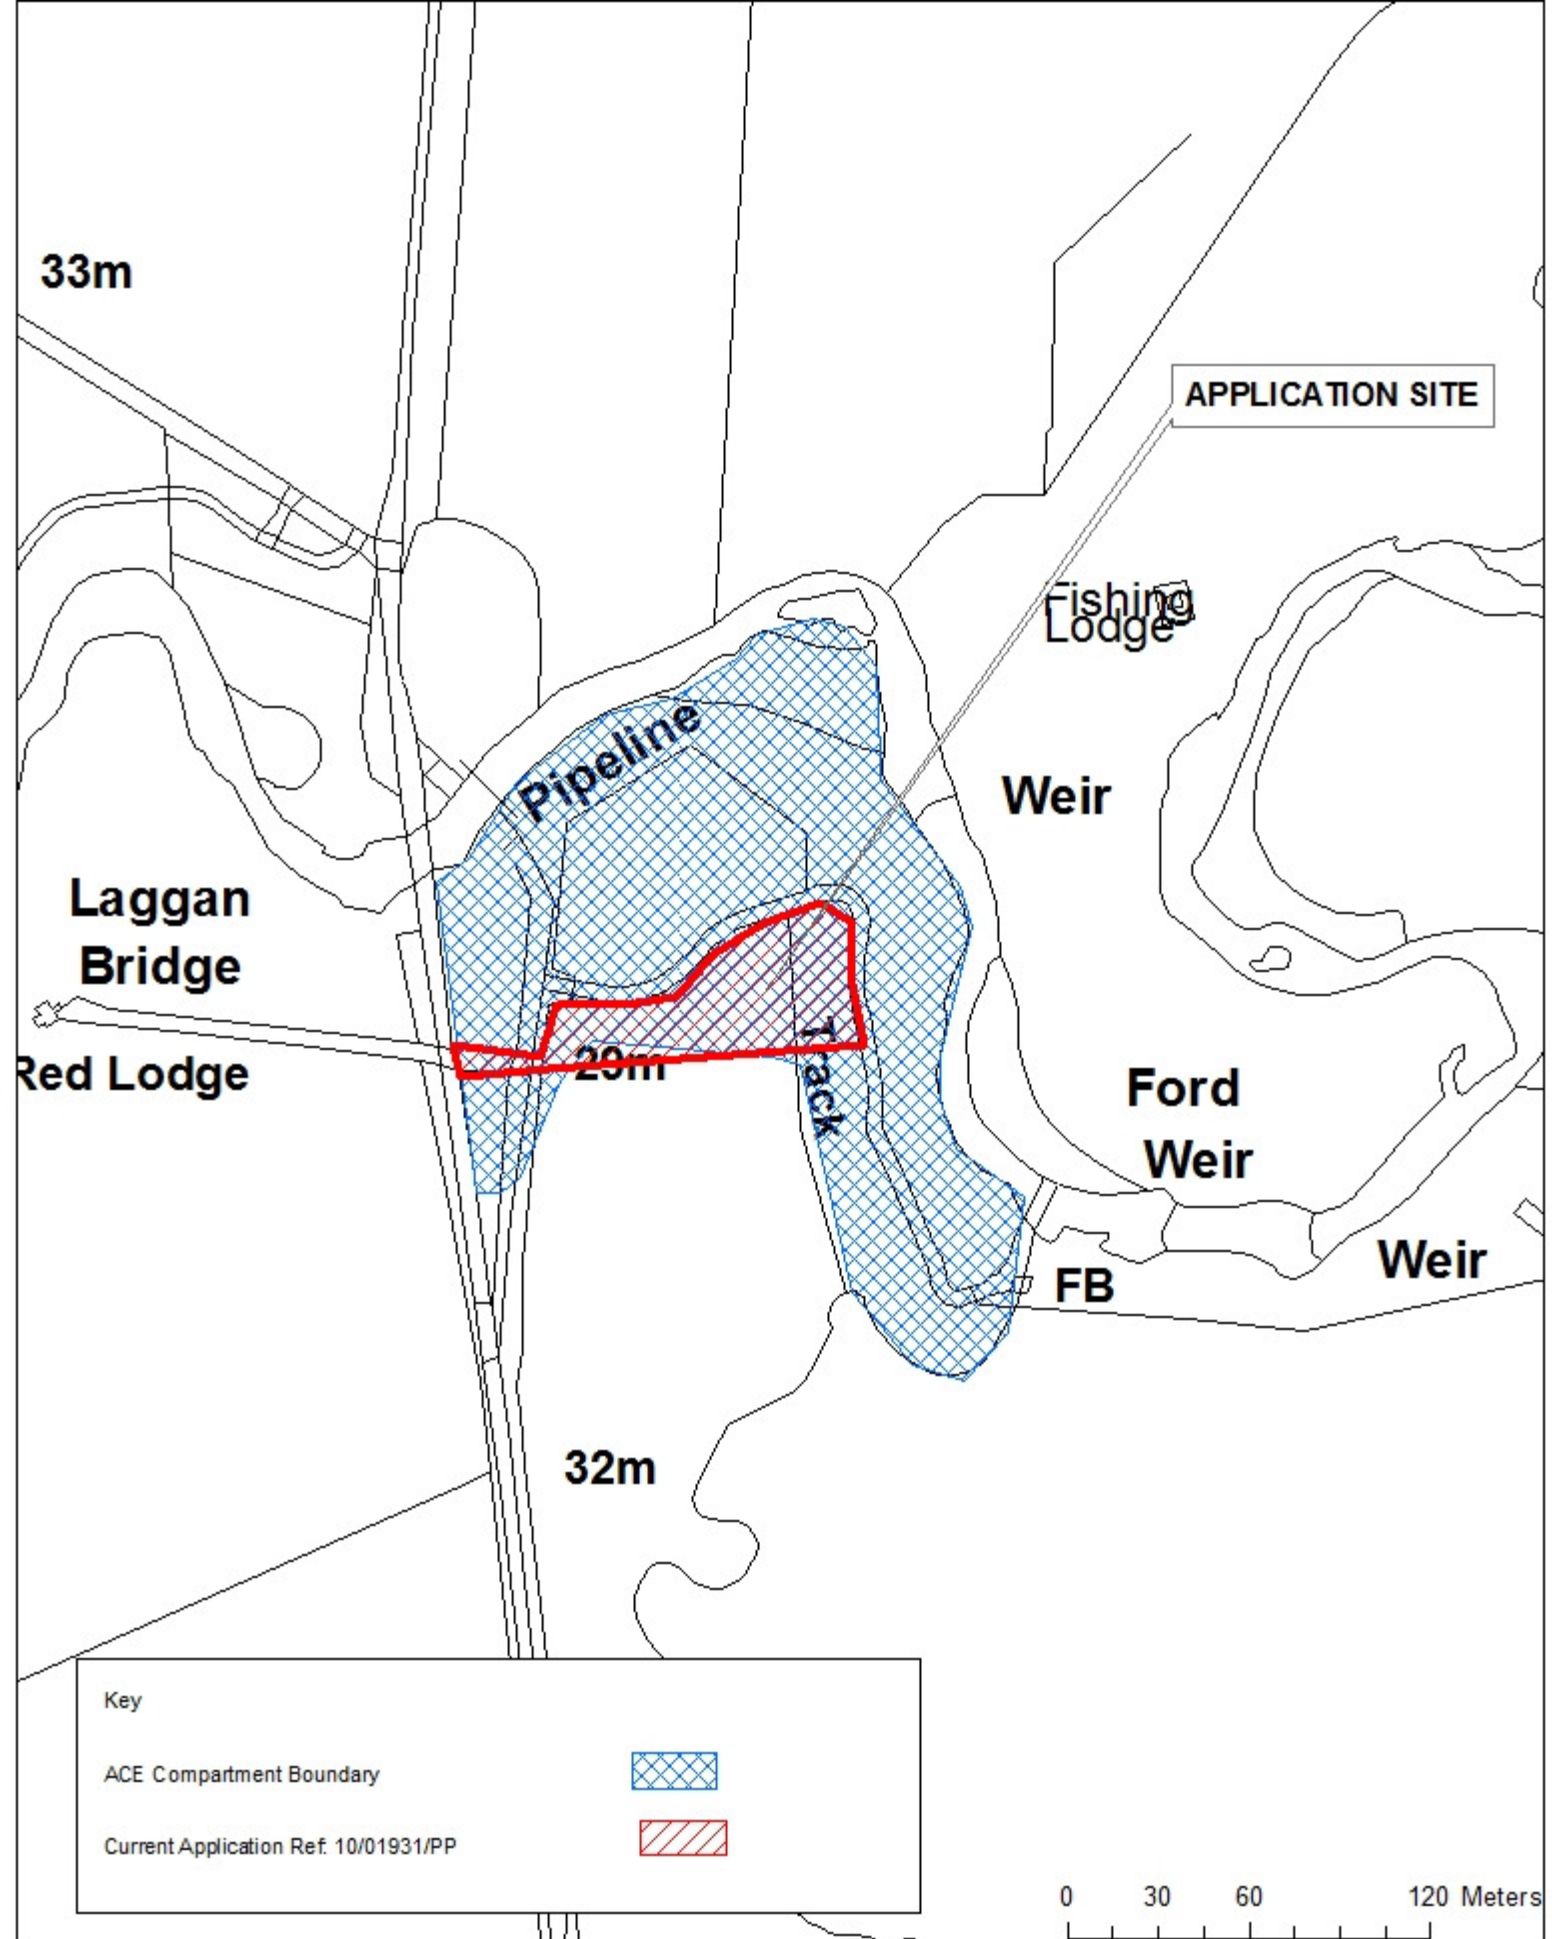 33m
APPLICATION SITE
Fishing
Lodge
Pipeline
Weir
Laggan
Bridge
Red Lodge
29m
Track
Ford
Weir
Weir
FB
32m
Key
ACE Compartment Boundary
Current Application Ref: 10/01931/PP
0 30 60 120 Meters